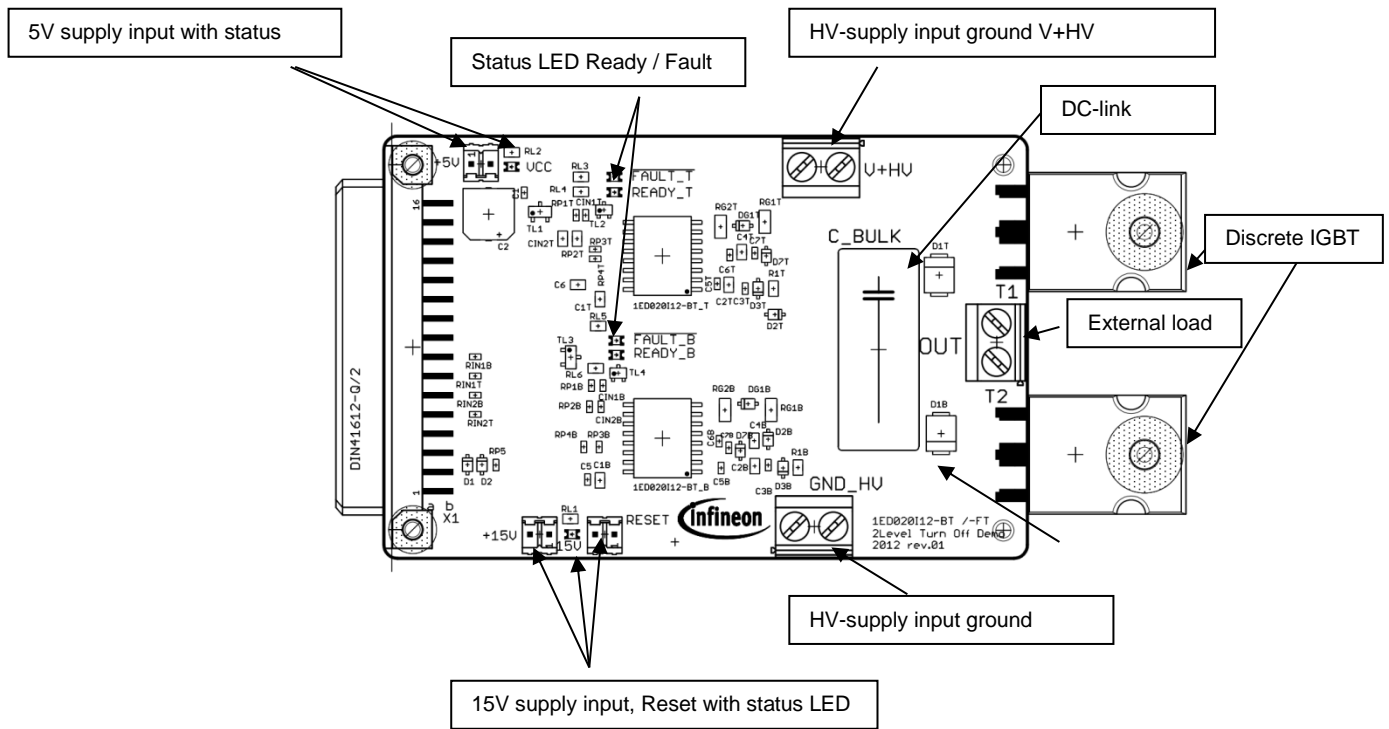 5V supply input with status
HV-supply input ground V+HV
Status LED Ready / Fault
DC-link
Discrete IGBT
External load
HV-supply input ground
15V supply input, Reset with status LED
+5V
1
RL2
VCC
C2
16
TL1
RL3
RL4
FAULT_T
READY_T
RP1T
CIN1T
TL2
CIN2T
RP2T
RP3T
RP4T
C6
C1T
RL5
1ED020I12-BT_T
RG2T
DG1T
RG1T
C4T
C7T
D7T
C6T
C5T
C2T
C3T
D3T
R1T
D2T
V+HV
C_BULK
D1T
T1
OUT
T2
D1B
TL3
FAULT_B
READY_B
RL6
TL4
RP1B
CIN1B
RP2B
CIN2B
RP4B
RP3B
C5
C1B
1ED020I12-BT_B
RG2B
DG1B
RG1B
C4B
C6B
C7B
D7B
D2B
C2B
C5B
C3B
D3B
R1B
RIN1B
RIN1T
RIN2B
RIN2T
D1
D2
RP5
DIN41612-Q/2
1
a b
X1
+15V
RL1
15V
RESET
infineon
GND_HV
1ED020I12-BT /-FT
2Level Turn Off Demo
2012 rev.01